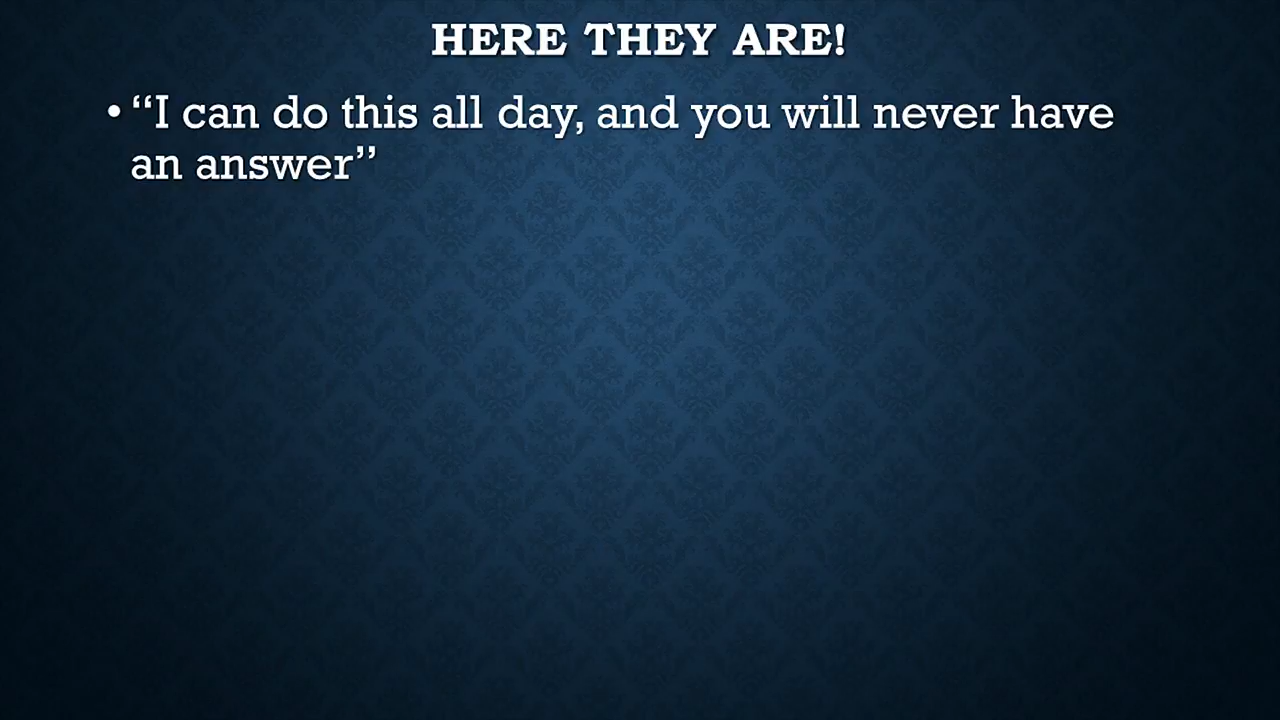 HERE THEY ARE!
• “I can do this all day, and you will never have
an answer”